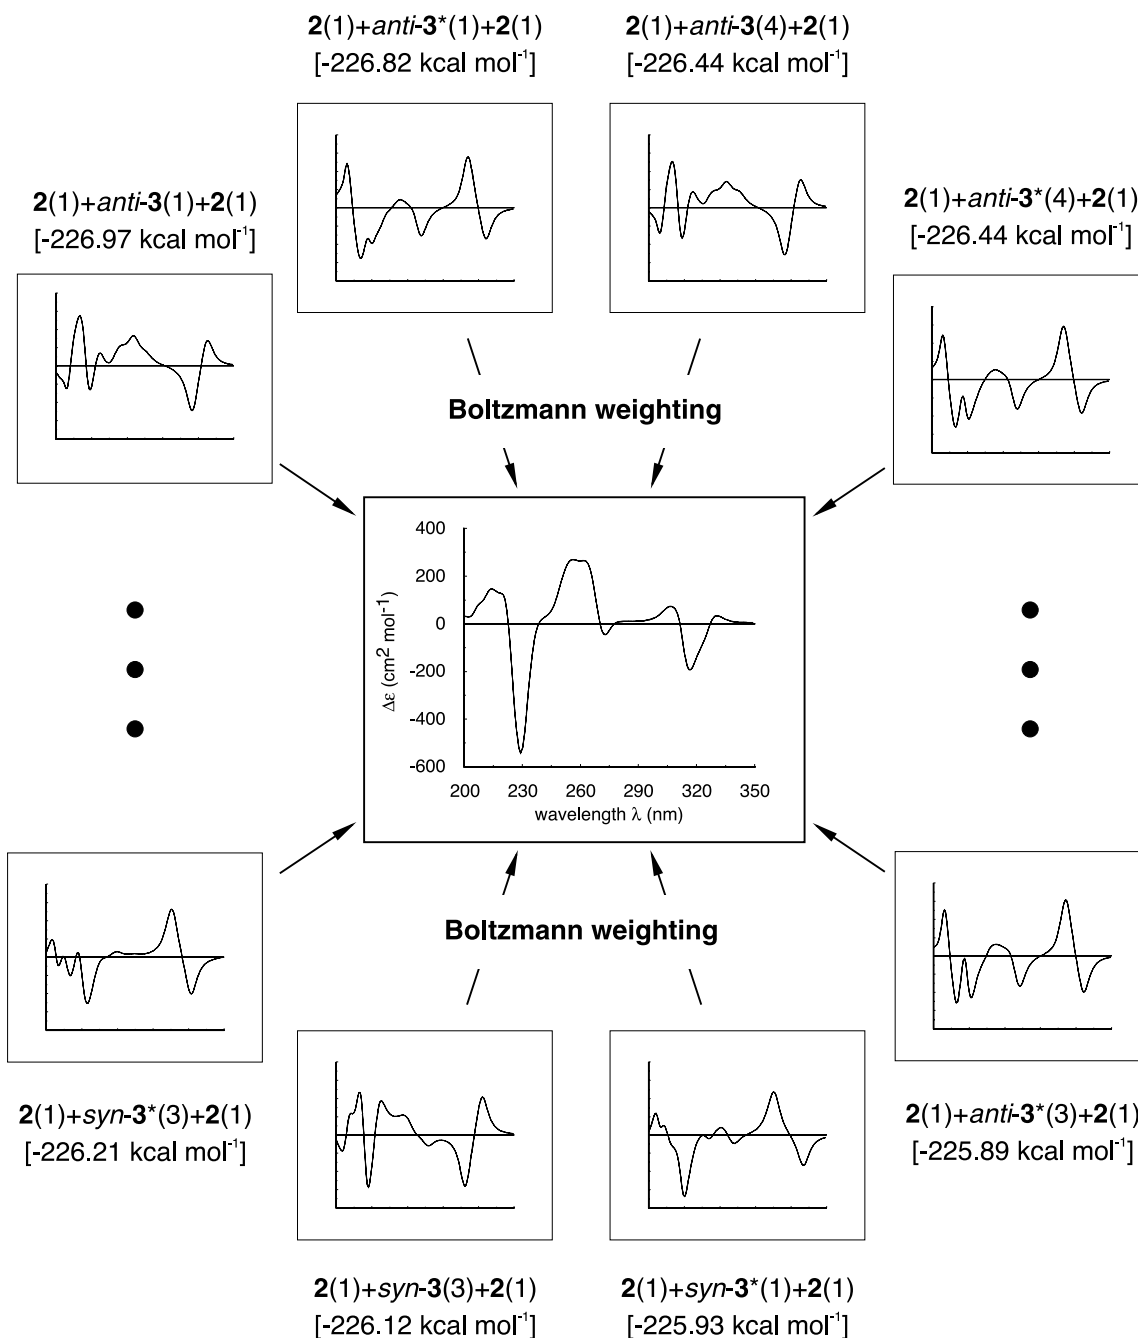 2(1)+anti-3*(1)+2(1)
[-226.82 kcal mol⁻¹]
2(1)+anti-3(4)+2(1)
[-226.44 kcal mol⁻¹]
2(1)+anti-3(1)+2(1)
[-226.97 kcal mol⁻¹]
2(1)+anti-3*(4)+2(1)
[-226.44 kcal mol⁻¹]
Boltzmann weighting
400
200
0
-200
-400
-600
Δε (cm² mol⁻¹)
200 230 260 290 320 350
wavelength λ (nm)
Boltzmann weighting
2(1)+syn-3*(3)+2(1)
[-226.21 kcal mol⁻¹]
2(1)+anti-3*(3)+2(1)
[-225.89 kcal mol⁻¹]
2(1)+syn-3(3)+2(1)
[-226.12 kcal mol⁻¹]
2(1)+syn-3*(1)+2(1)
[-225.93 kcal mol⁻¹]